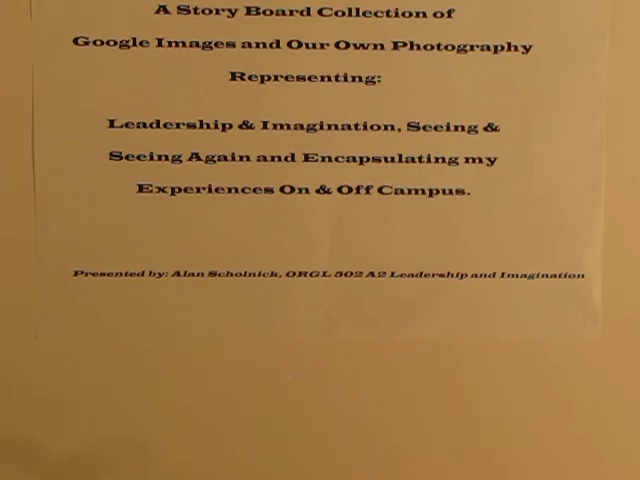 A Story Board Collection of
Google Images and Our Own Photography
Representing:
Leadership & Imagination, Seeing &
Seeing Again and Encapsulating my
Experiences On & Off Campus.
Presented by: Alan Scholnick, ORGL 502 A2 Leadership and Imagination